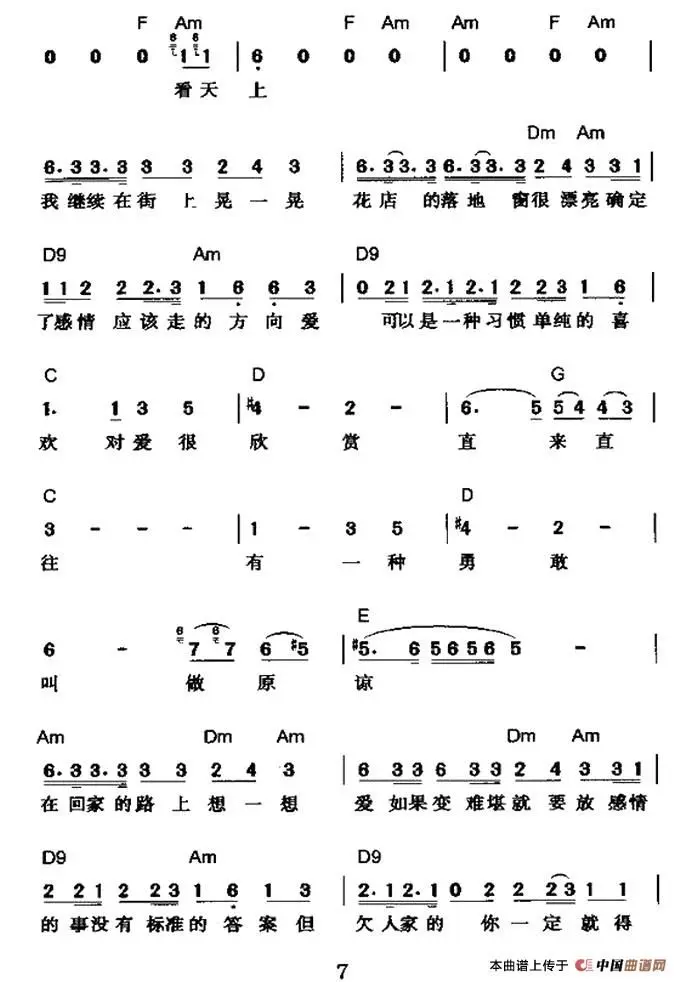 F Am F Am F Am
0 0 0 1 1 | 6 0 0 0 | 0 0 0 0 |
看天上
6. 3 3. 3 3 3 2 4 3 | 6. 3 3. 3 6. 3 3. 3 2 4 3 3 1
Dm Am
我继续在街上晃一晃 花店的落地窗很漂亮确定
D9 Am D9
1 1 2 2 2. 3 1 6 6 3 | 0 2 1 2. 1 2. 1 2 2 3 1 6 |
了感情应该走的方向爱 可以是一种习惯单纯的喜
C D G
1. 1 3 5 | #4 - 2 - | 6. 5 5 4 4 3 |
欢对爱很欣赏直来直
C D
3 - - - | 1 - 3 5 | #4 - 2 - |
往有一种勇敢
E
6 - 7 7 6 #5 | #5. 6 5 6 5 6 5 - |
叫做原谅
Am Dm Am Dm Am
6. 3 3. 3 3 3 2 4 3 | 6 3 3 6 3 3 2 4 3 3 1 |
在回家的路上想一想 爱如果变难堪就要放感情
D9 Am D9
2 2 1 2 2 3 1 6 1 3 | 2. 1 2. 1 0 2 2 2 3 1 1 |
的事没有标准的答案但 欠人家的你一定就得
7
本曲谱上传于 中国曲谱网